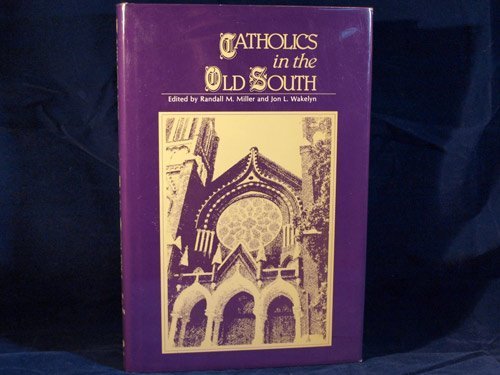 CATHOLICS
in the
OLD SOUTH
Edited by Randall M. Miller and Jon L. Wakelyn